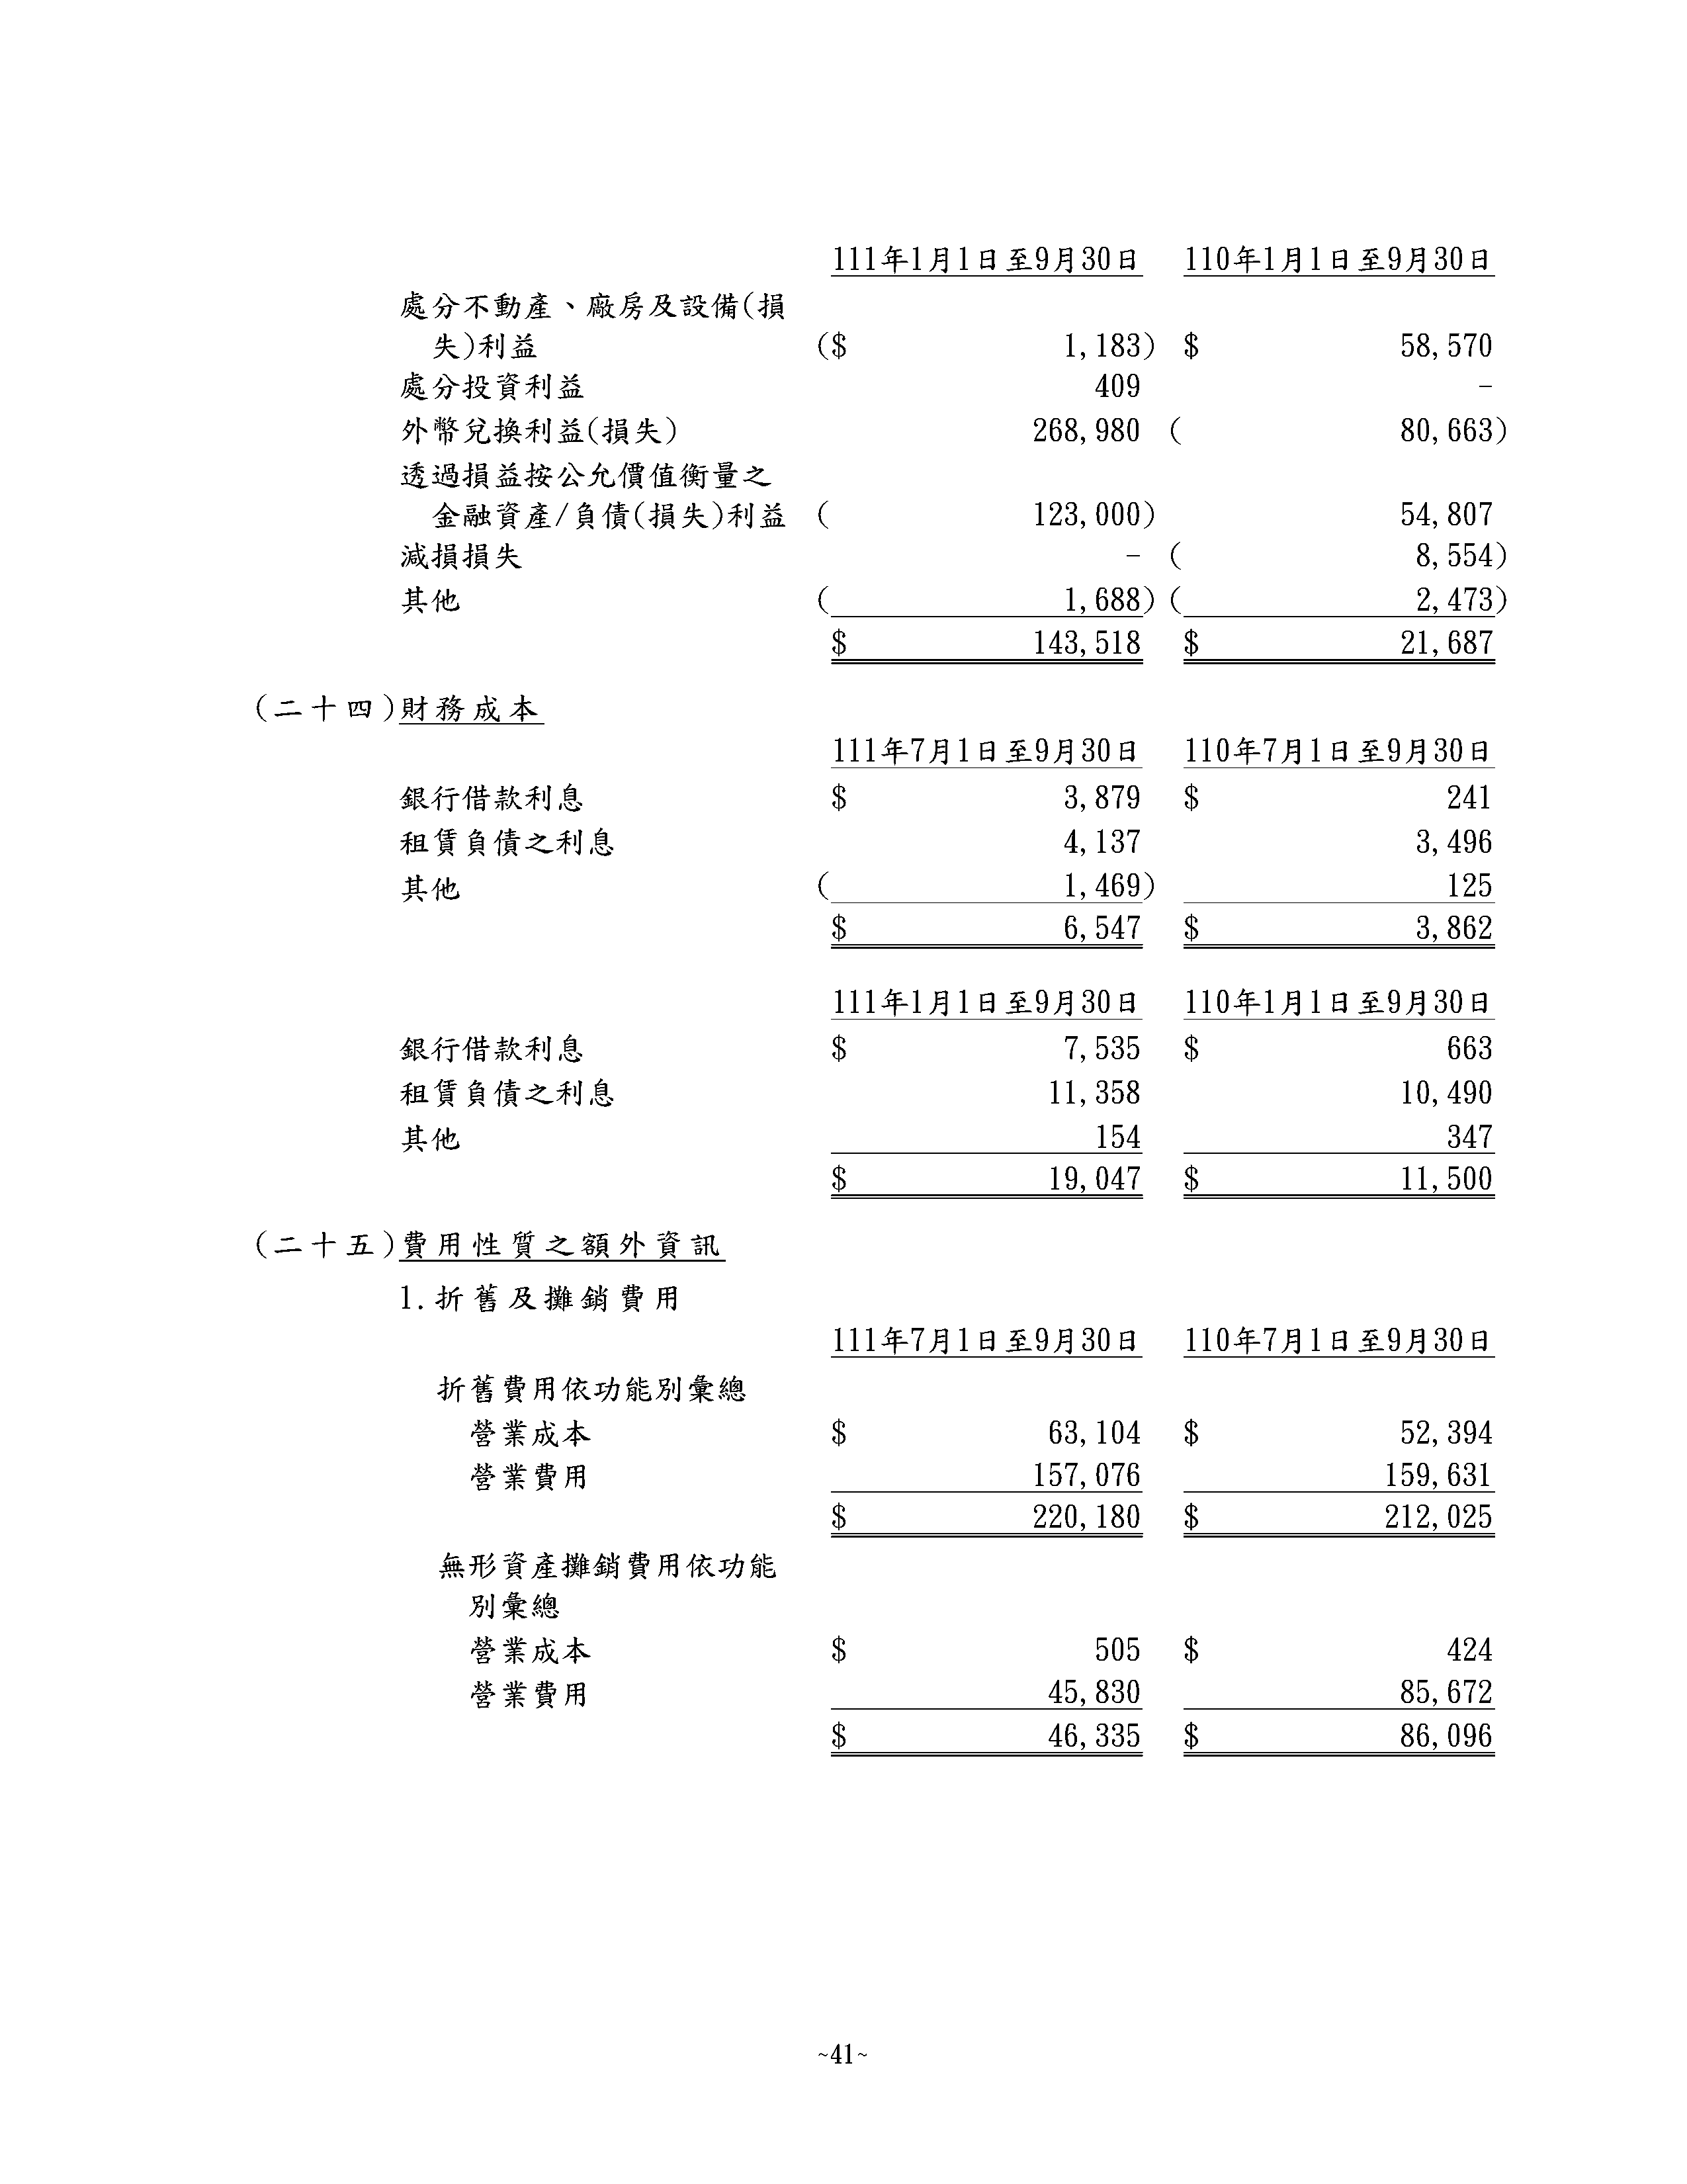 111年1月1日至9月30日 110年1月1日至9月30日
處分不動產、廠房及設備(損
失)利益 ($ 1,183) $ 58,570
處分投資利益 409 -
外幣兌換利益(損失) 268,980 ( 80,663)
透過損益按公允價值衡量之
金融資產/負債(損失)利益 ( 123,000) 54,807
減損損失 - ( 8,554)
其他 ( 1,688) ( 2,473)
$ 143,518 $ 21,687
(二十四)財務成本
111年7月1日至9月30日 110年7月1日至9月30日
銀行借款利息 $ 3,879 $ 241
租賃負債之利息 4,137 3,496
其他 ( 1,469) 125
$ 6,547 $ 3,862
111年1月1日至9月30日 110年1月1日至9月30日
銀行借款利息 $ 7,535 $ 663
租賃負債之利息 11,358 10,490
其他 154 347
$ 19,047 $ 11,500
(二十五)費用性質之額外資訊
1.折舊及攤銷費用
111年7月1日至9月30日 110年7月1日至9月30日
折舊費用依功能別彙總
營業成本 $ 63,104 $ 52,394
營業費用 157,076 159,631
$ 220,180 $ 212,025
無形資產攤銷費用依功能
別彙總
營業成本 $ 505 $ 424
營業費用 45,830 85,672
$ 46,335 $ 86,096
~41~